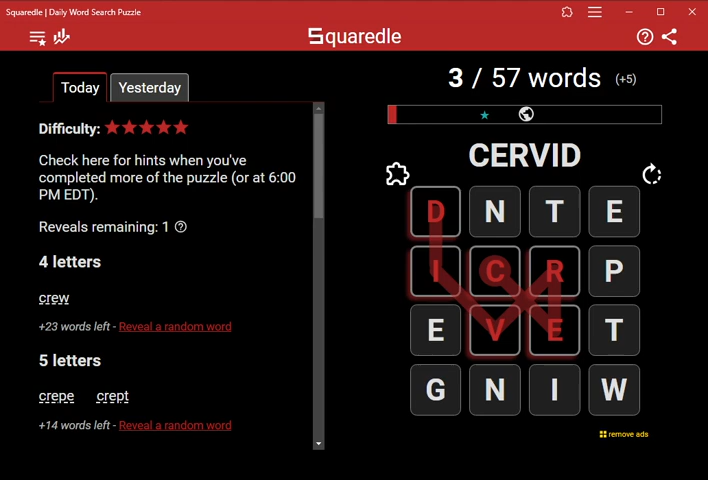 Squaredle | Daily Word Search Puzzle
Squaredle
Today
Yesterday
Difficulty:
Check here for hints when you've
completed more of the puzzle (or at 6:00
PM EDT).
Reveals remaining: 1
4 letters
crew
+23 words left - Reveal a random word
5 letters
crepe crept
+14 words left - Reveal a random word
3 / 57 words (+5)
CERVID
D N T E
I C R P
E V E T
G N I W
remove ads